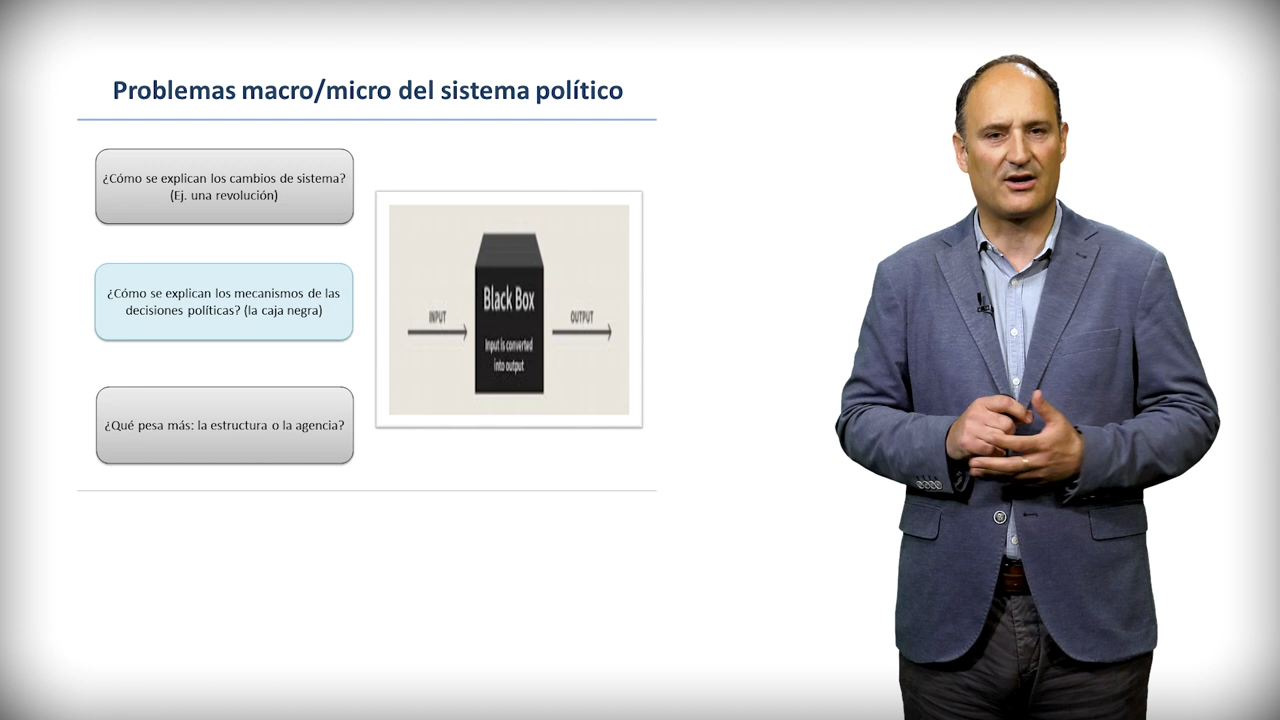 Problemas macro/micro del sistema político
¿Cómo se explican los cambios de sistema?
(Ej. una revolución)
¿Cómo se explican los mecanismos de las
decisiones políticas? (la caja negra)
¿Qué pesa más: la estructura o la agencia?
INPUT
Black Box
Input is converted
into output
OUTPUT